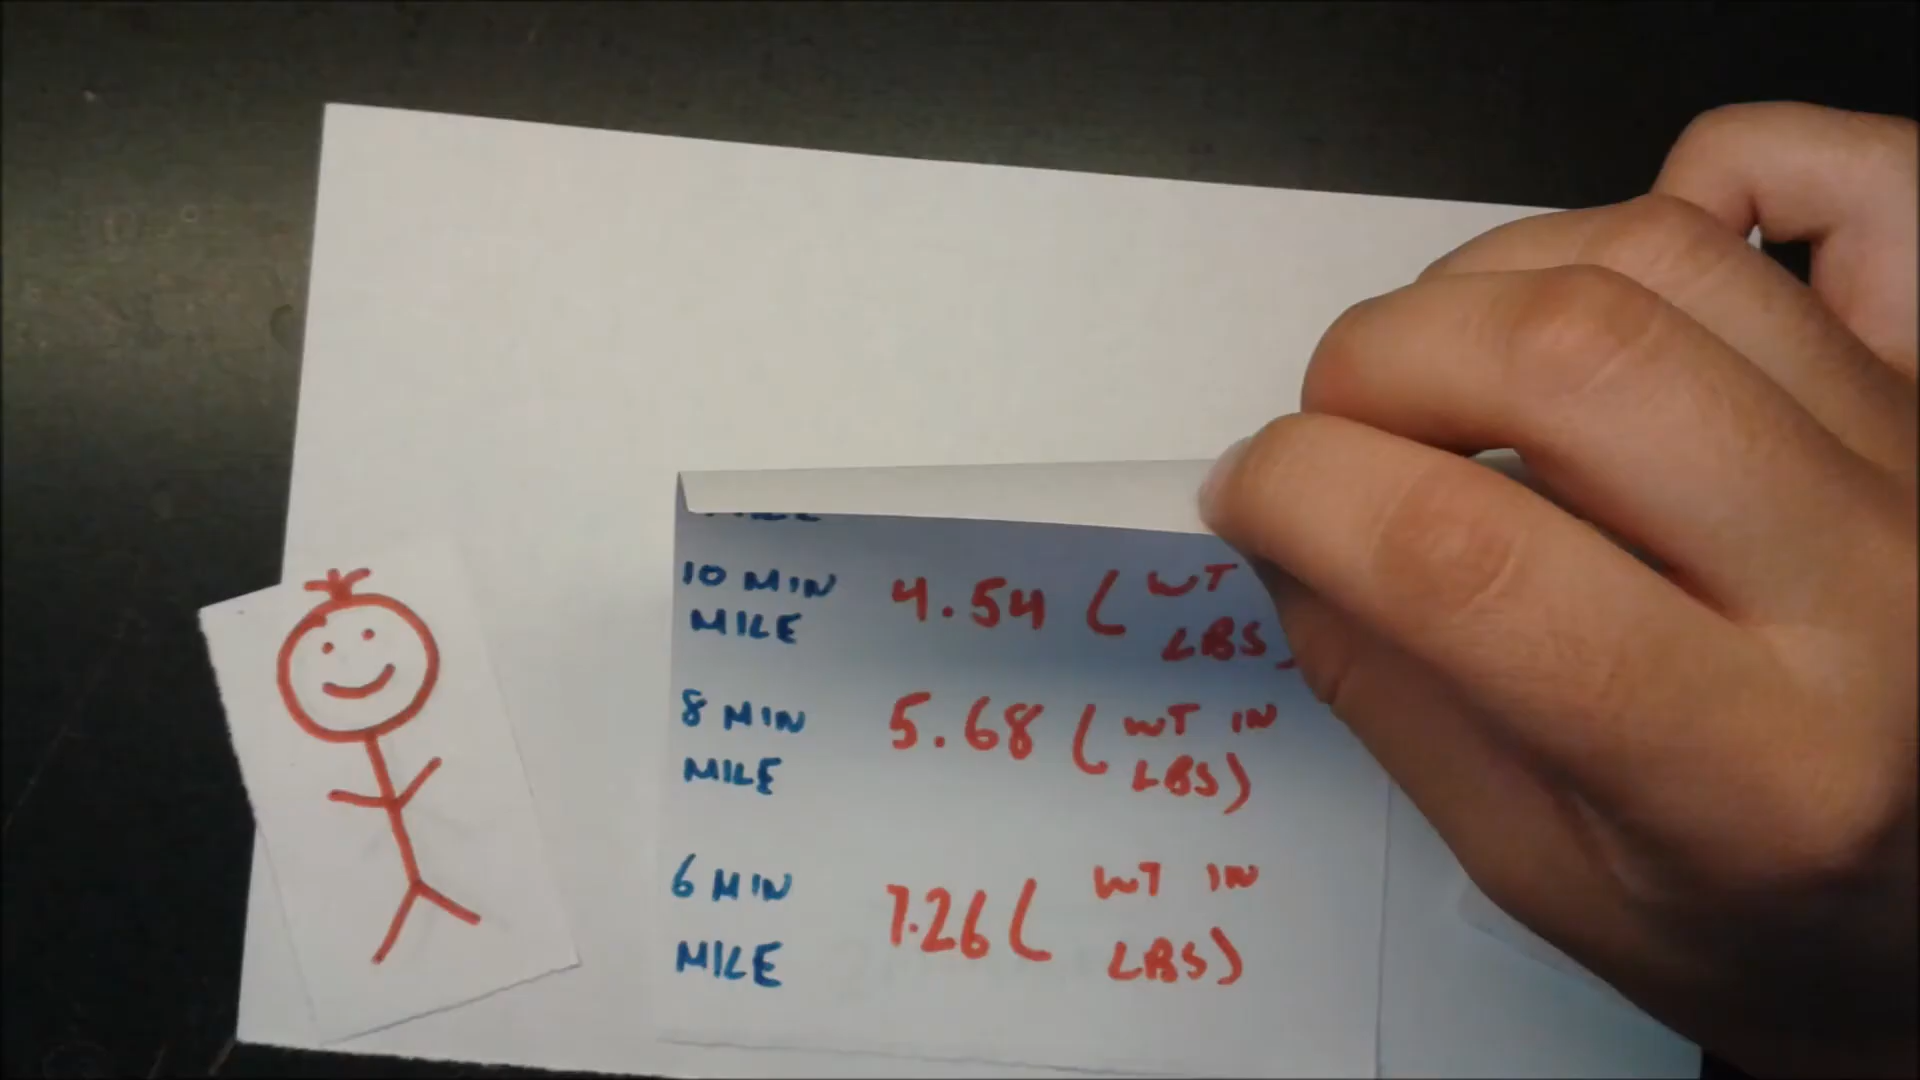 10 MIN
MILE
4.54 ( WT
LBS)
8 MIN
MILE
5.68 ( WT IN
LBS)
6 MIN
MILE
7.26 ( WT IN
LBS)